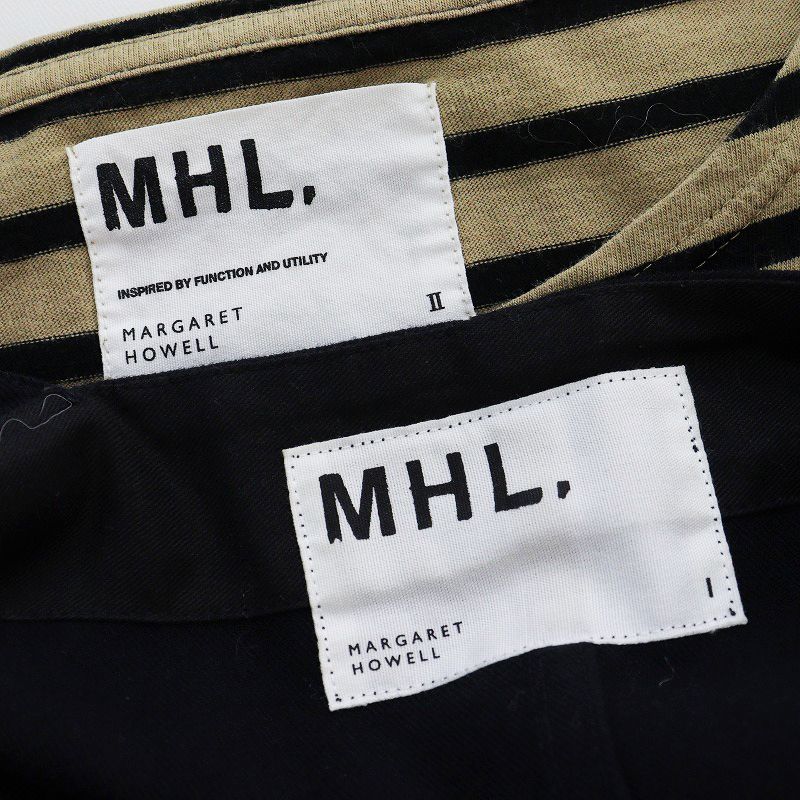 MHL.
INSPIRED BY FUNCTION AND UTILITY
MARGARET
HOWELL
II
MHL.
MARGARET
HOWELL
I